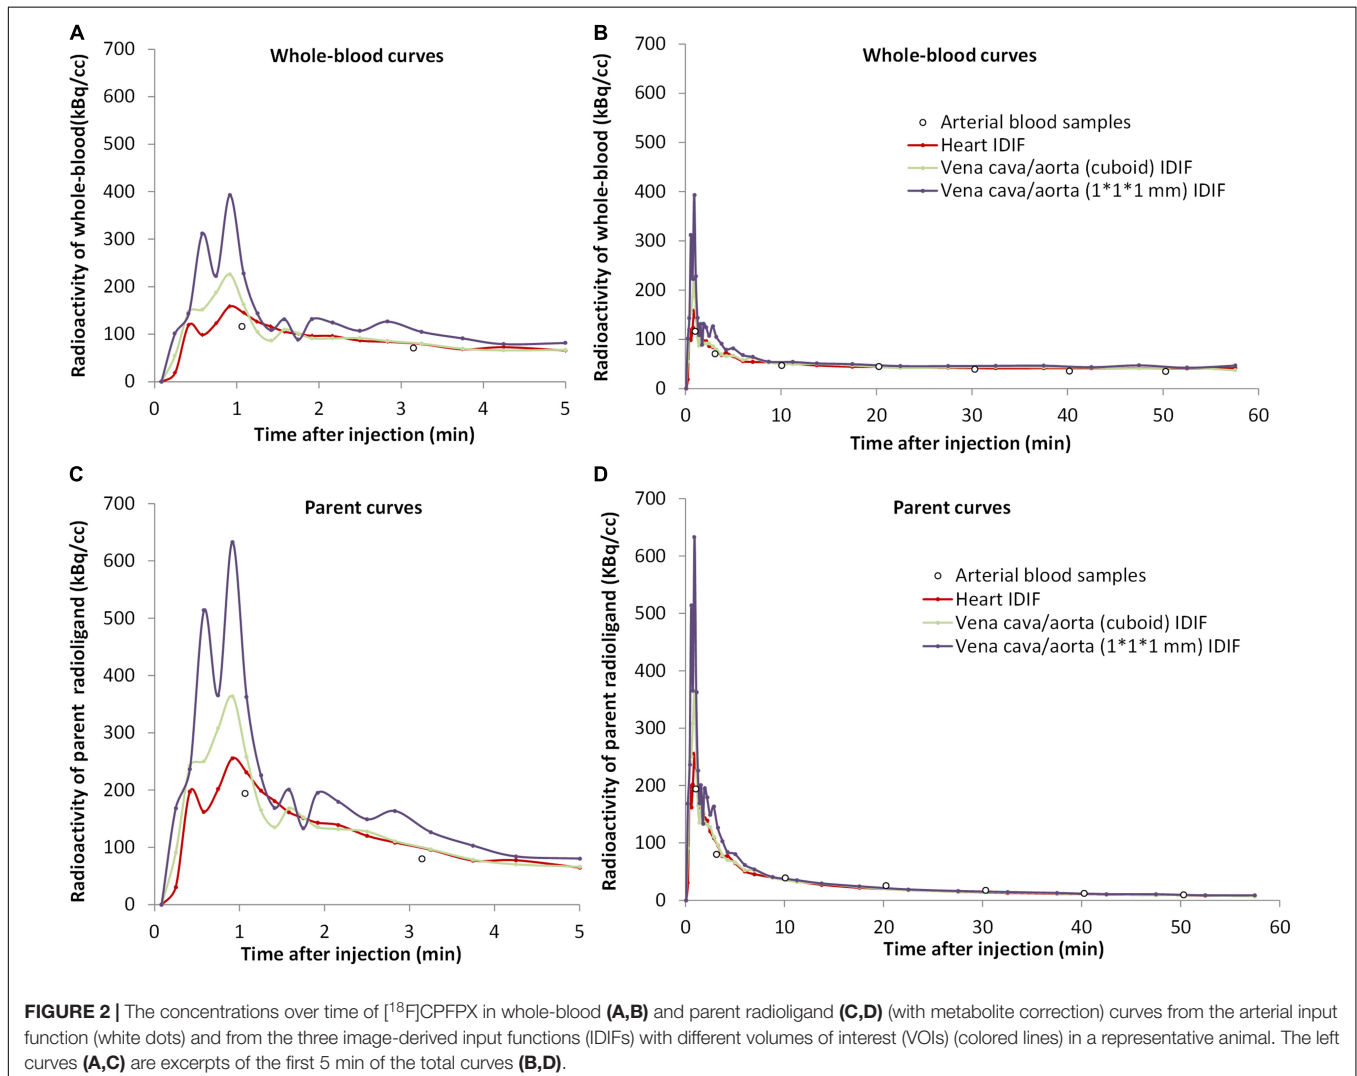 A
Whole-blood curves
Radioactivity of whole-blood(kBq/cc)
700
600
500
400
300
200
100
0
0 1 2 3 4 5
Time after injection (min)
B
Whole-blood curves
Radioactivity of whole-blood (kBq/cc)
700
600
500
400
300
200
100
0
Arterial blood samples
Heart IDIF
Vena cava/aorta (cuboid) IDIF
Vena cava/aorta (1*1*1 mm) IDIF
0 10 20 30 40 50 60
Time after injection (min)
C
Parent curves
Radioactivity of parent radioligand (kBq/cc)
700
600
500
400
300
200
100
0
0 1 2 3 4 5
Time after injection (min)
D
Parent curves
Radioactivity of parent radioligand (KBq/cc)
700
600
500
400
300
200
100
0
Arterial blood samples
Heart IDIF
Vena cava/aorta (cuboid) IDIF
Vena cava/aorta (1*1*1 mm) IDIF
0 10 20 30 40 50 60
Time after injection (min)
FIGURE 2 | The concentrations over time of [18F]CPFPX in whole-blood (A,B) and parent radioligand (C,D) (with metabolite correction) curves from the arterial input
function (white dots) and from the three image-derived input functions (IDIFs) with different volumes of interest (VOIs) (colored lines) in a representative animal. The left
curves (A,C) are excerpts of the first 5 min of the total curves (B,D).